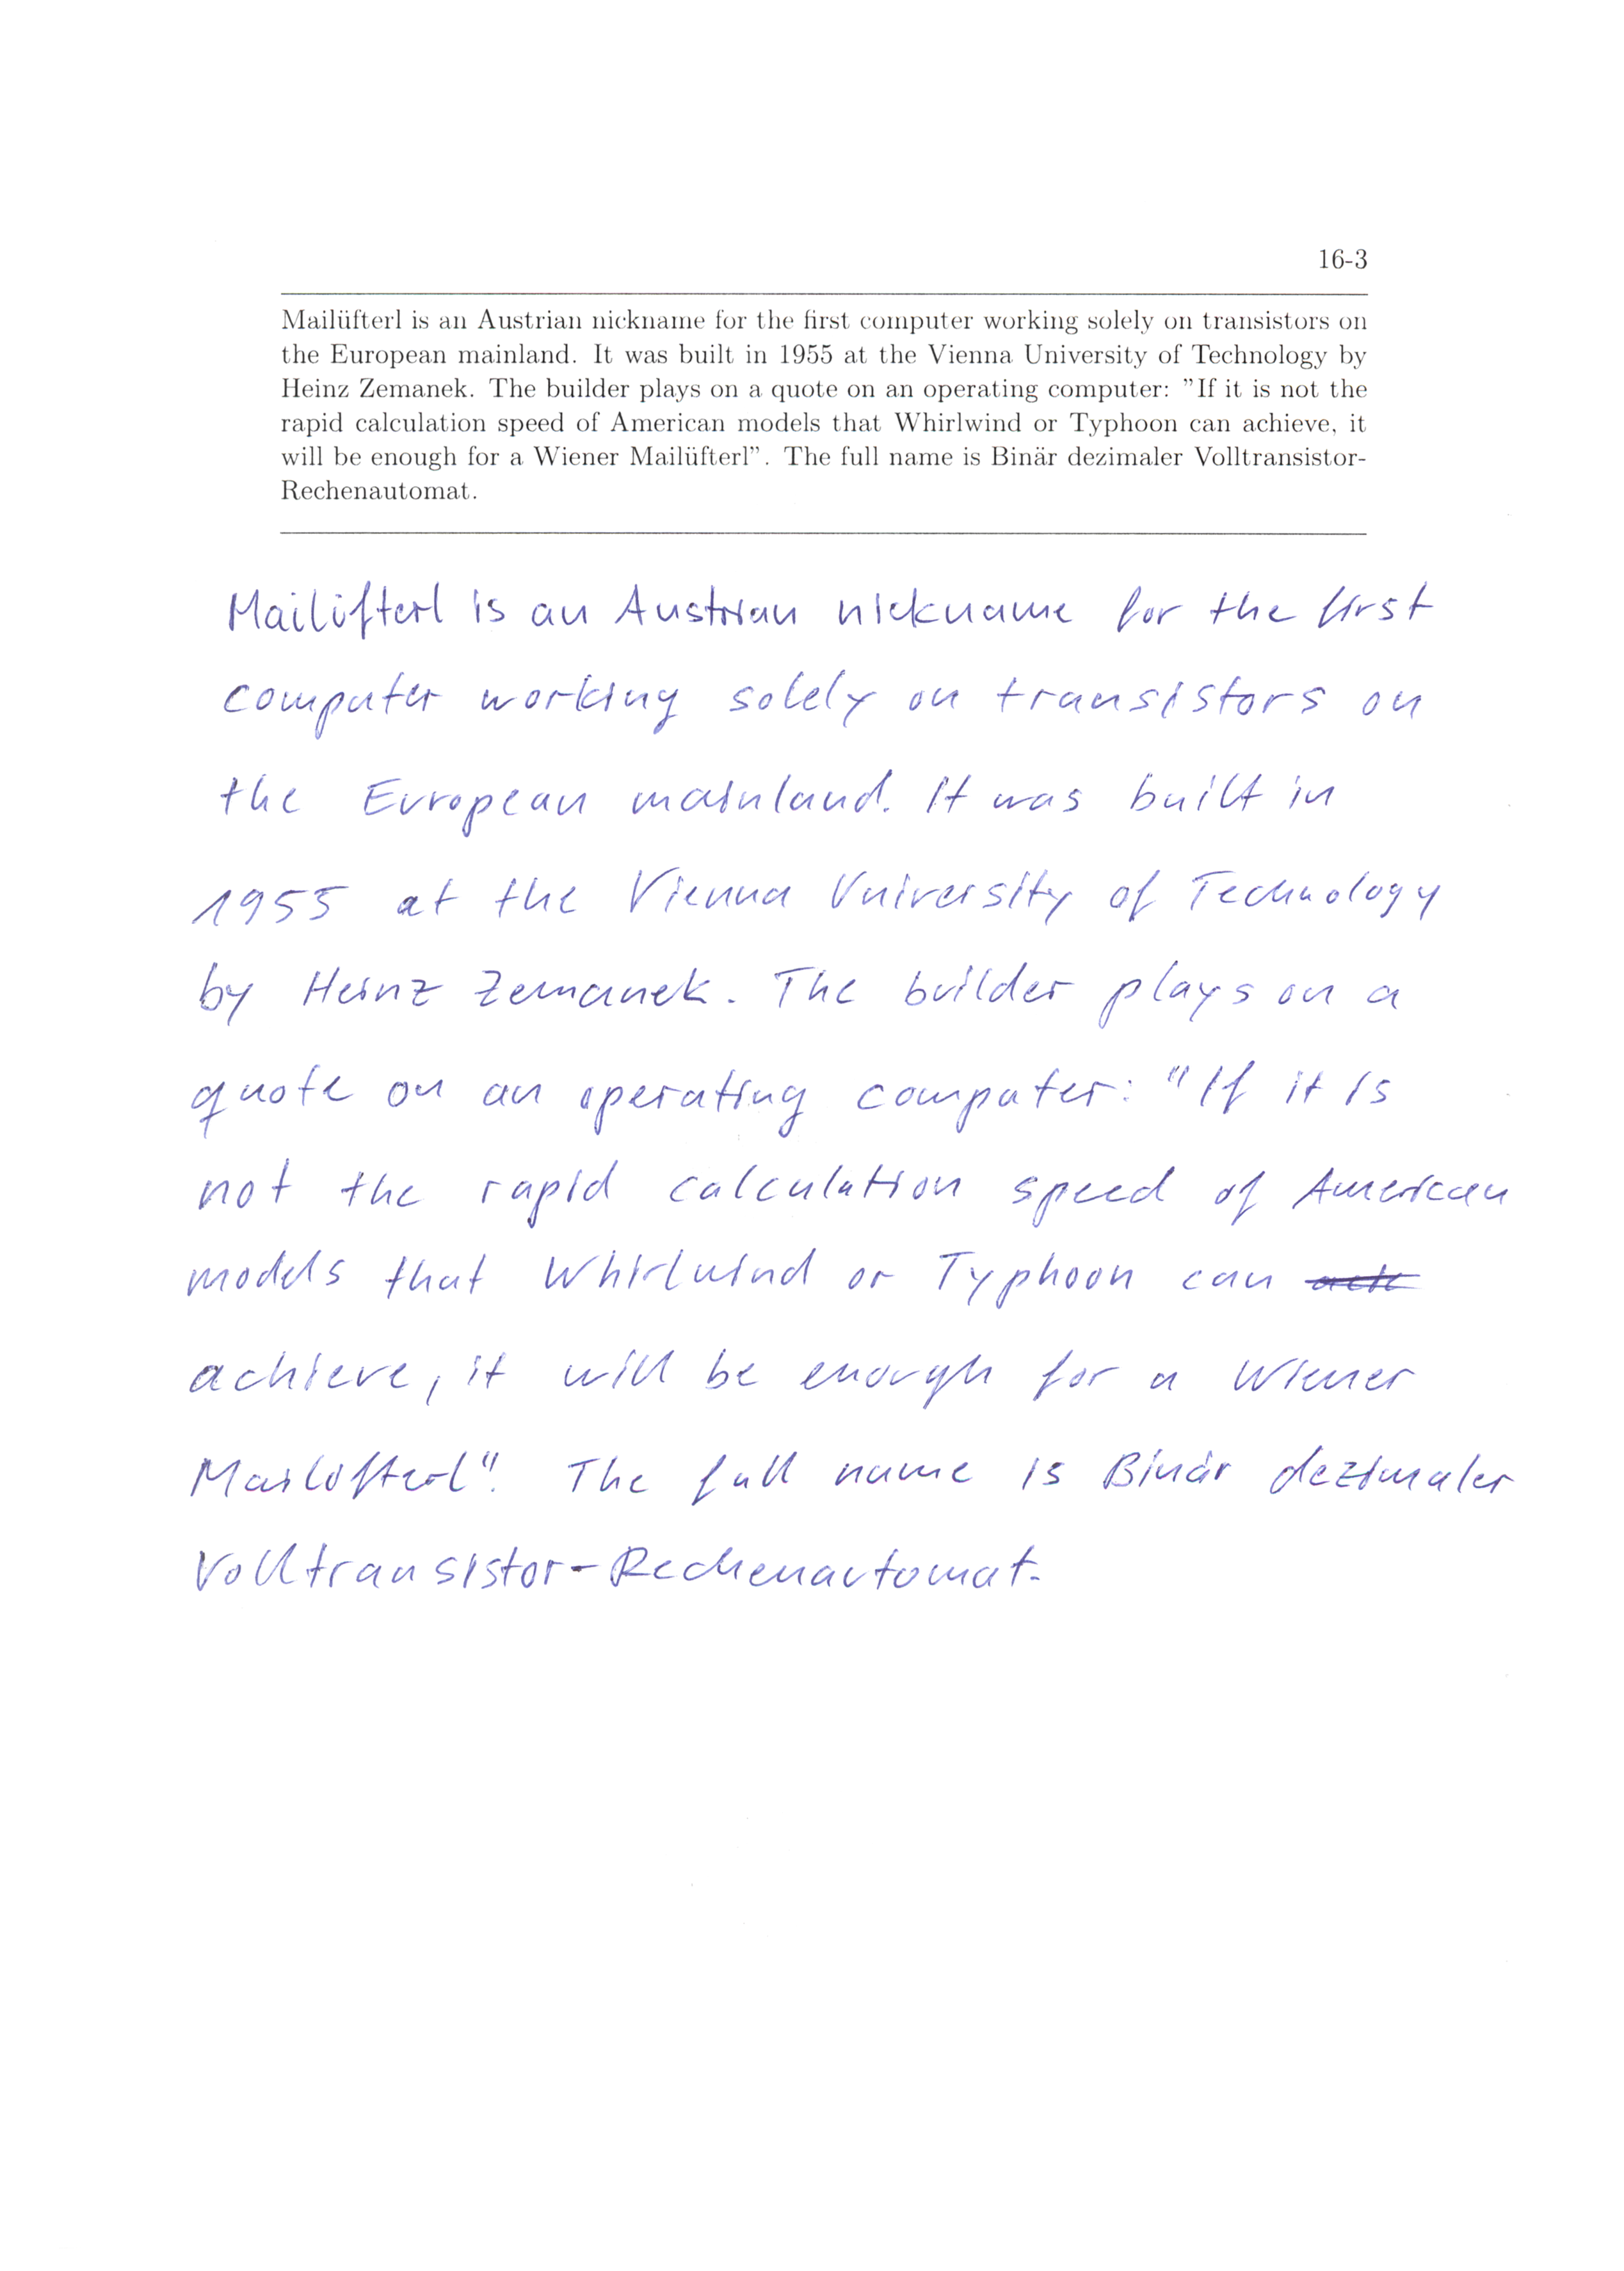 16-3
Mailüfterl is an Austrian nickname for the first computer working solely on transistors on
the European mainland. It was built in 1955 at the Vienna University of Technology by
Heinz Zemanek. The builder plays on a quote on an operating computer: "If it is not the
rapid calculation speed of American models that Whirlwind or Typhoon can achieve, it
will be enough for a Wiener Mailüfterl". The full name is Binär dezimaler Volltransistor-
Rechenautomat.
Mailüfterl is an Austrian nickname for the first
computer working solely on transistors on
the European mainland. It was built in
1955 at the Vienna University of Technology
by Heinz Zemanek. The builder plays on a
quote on an operating computer: "If it is
not the rapid calculation speed of American
models that Whirlwind or Typhoon can
achieve, it will be enough for a Wiener
Mailüfterl". The full name is Binär dezimaler
Volltransistor-Rechenautomat.